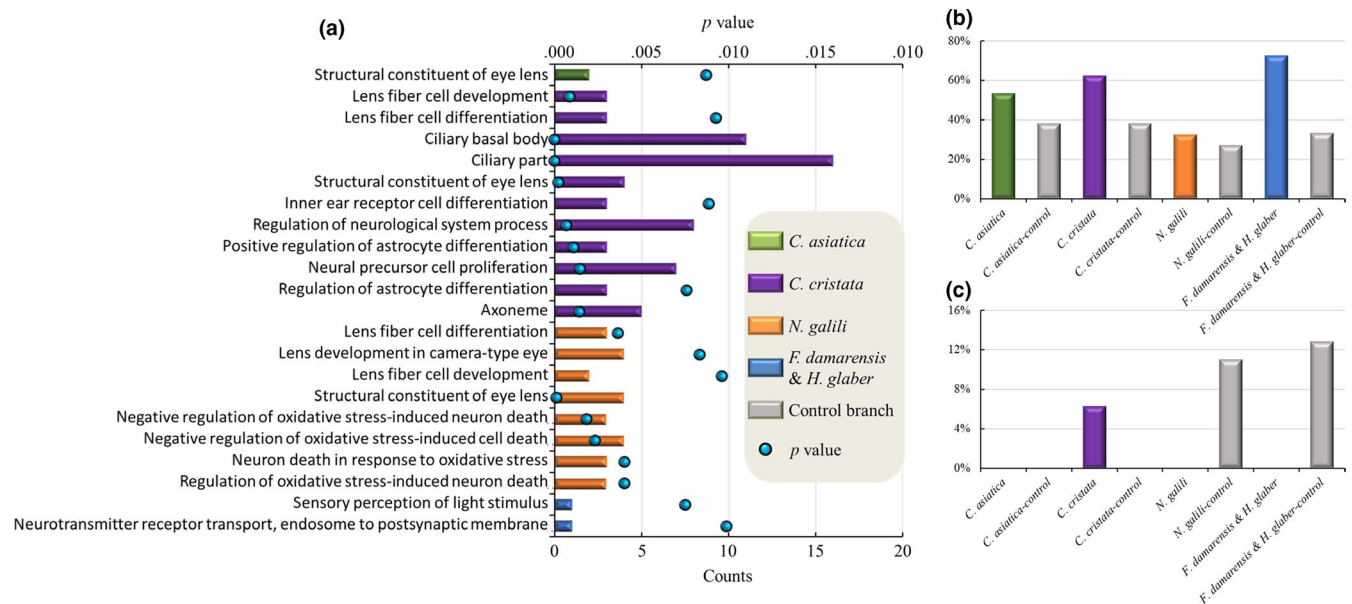 (a)
p value
.000 .005 .010 .015 .010
Structural constituent of eye lens
Lens fiber cell development
Lens fiber cell differentiation
Ciliary basal body
Ciliary part
Structural constituent of eye lens
Inner ear receptor cell differentiation
Regulation of neurological system process
Positive regulation of astrocyte differentiation
Neural precursor cell proliferation
Regulation of astrocyte differentiation
Axoneme
Lens fiber cell differentiation
Lens development in camera-type eye
Lens fiber cell development
Structural constituent of eye lens
Negative regulation of oxidative stress-induced neuron death
Negative regulation of oxidative stress-induced cell death
Neuron death in response to oxidative stress
Regulation of oxidative stress-induced neuron death
Sensory perception of light stimulus
Neurotransmitter receptor transport, endosome to postsynaptic membrane
0 5 10 15 20
Counts
C. asiatica
C. cristata
N. galili
F. damarensis
& H. glaber
Control branch
p value
(b)
80%
60%
40%
20%
0%
C. asiatica
C. asiatica-control
C. cristata
C. cristata-control
N. galili
N. galili-control
F. damarensis & H. glaber
F. damarensis & H. glaber-control
(c)
16%
12%
8%
4%
0%
C. asiatica
C. asiatica-control
C. cristata
C. cristata-control
N. galili
N. galili-control
F. damarensis & H. glaber
F. damarensis & H. glaber-control